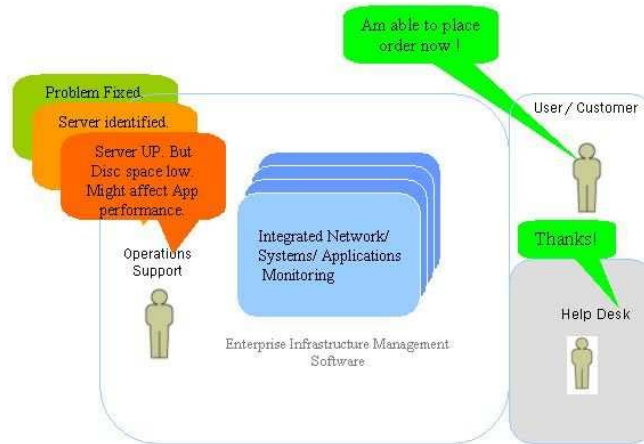 Am able to place
order now !
Problem Fixed.
Server identified.
Server UP. But
Disc space low.
Might affect App
performance.
Operations
Support
Integrated Network/
Systems/ Applications
Monitoring
Enterprise Infrastructure Management
Software
User / Customer
Thanks!
Help Desk